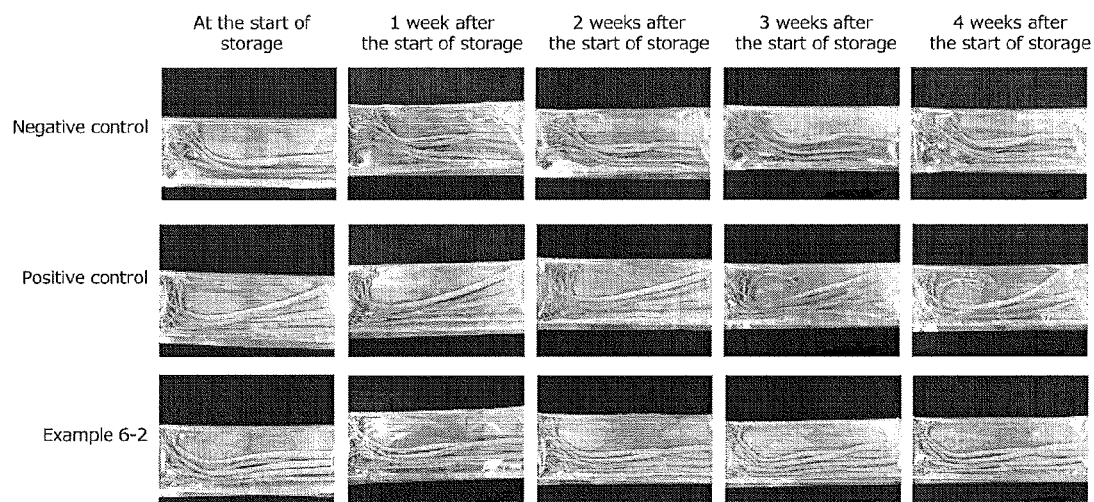 At the start of
storage
1 week after
the start of storage
2 weeks after
the start of storage
3 weeks after
the start of storage
4 weeks after
the start of storage
Negative control
Positive control
Example 6-2